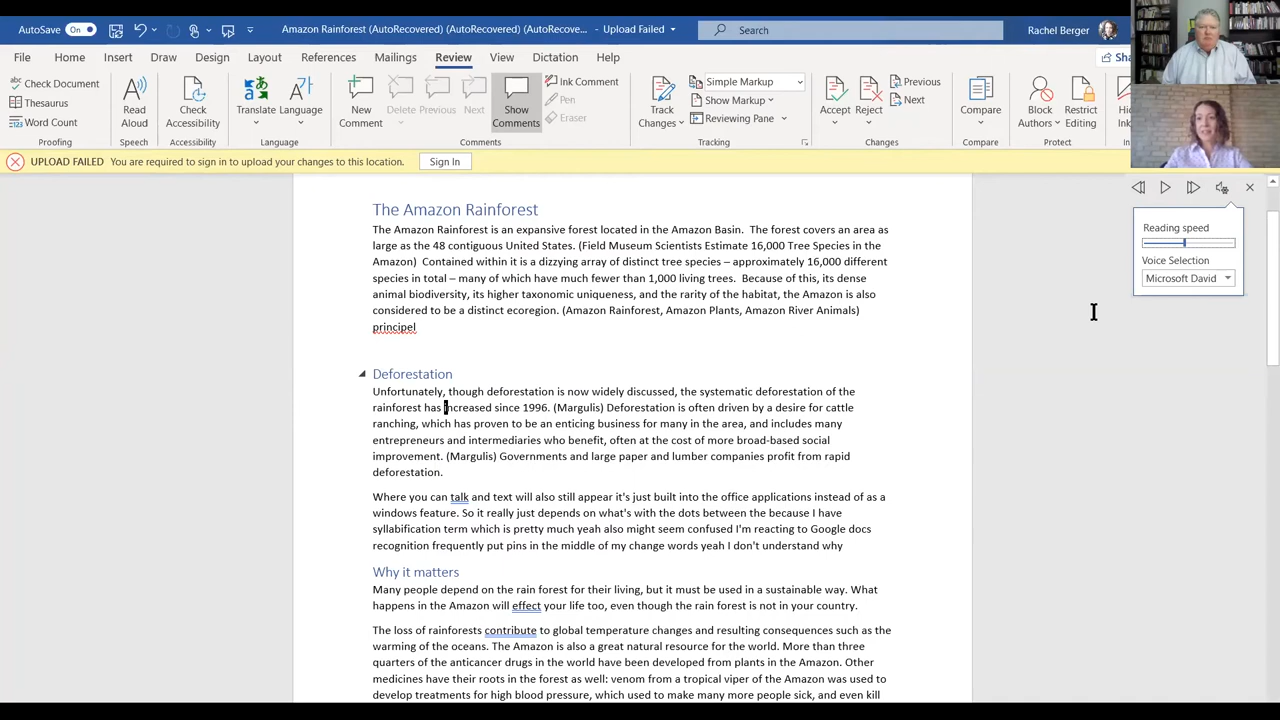 AutoSave On Amazon Rainforest (AutoRecovered) (AutoRecovered) (AutoRecove... - Upload Failed Search Rachel Berger
File Home Insert Draw Design Layout References Mailings Review View Dictation Help
Check Document
Thesaurus
Word Count
Proofing
Read Aloud
Speech
Check Accessibility
Accessibility
Translate Language
Language
New Comment Delete Previous Next Show Comments
Ink Comment
Pen
Eraser
Comments
Track Changes
Simple Markup
Show Markup
Reviewing Pane
Tracking
Accept Reject
Previous
Next
Changes
Compare
Compare
Block Authors Restrict Editing
Protect
UPLOAD FAILED You are required to sign in to upload your changes to this location. Sign In
Reading speed
Voice Selection
Microsoft David
The Amazon Rainforest
The Amazon Rainforest is an expansive forest located in the Amazon Basin. The forest covers an area as
large as the 48 contiguous United States. (Field Museum Scientists Estimate 16,000 Tree Species in the
Amazon) Contained within it is a dizzying array of distinct tree species – approximately 16,000 different
species in total – many of which have much fewer than 1,000 living trees. Because of this, its dense
animal biodiversity, its higher taxonomic uniqueness, and the rarity of the habitat, the Amazon is also
considered to be a distinct ecoregion. (Amazon Rainforest, Amazon Plants, Amazon River Animals)
principel
Deforestation
Unfortunately, though deforestation is now widely discussed, the systematic deforestation of the
rainforest has increased since 1996. (Margulis) Deforestation is often driven by a desire for cattle
ranching, which has proven to be an enticing business for many in the area, and includes many
entrepreneurs and intermediaries who benefit, often at the cost of more broad-based social
improvement. (Margulis) Governments and large paper and lumber companies profit from rapid
deforestation.
Where you can talk and text will also still appear it's just built into the office applications instead of as a
windows feature. So it really just depends on what's with the dots between the because I have
syllabification term which is pretty much yeah also might seem confused I'm reacting to Google docs
recognition frequently put pins in the middle of my change words yeah I don't understand why
Why it matters
Many people depend on the rain forest for their living, but it must be used in a sustainable way. What
happens in the Amazon will effect your life too, even though the rain forest is not in your country.
The loss of rainforests contribute to global temperature changes and resulting consequences such as the
warming of the oceans. The Amazon is also a great natural resource for the world. More than three
quarters of the anticancer drugs in the world have been developed from plants in the Amazon. Other
medicines have their roots in the forest as well: venom from a tropical viper of the Amazon was used to
develop treatments for high blood pressure, which used to make many more people sick, and even kill